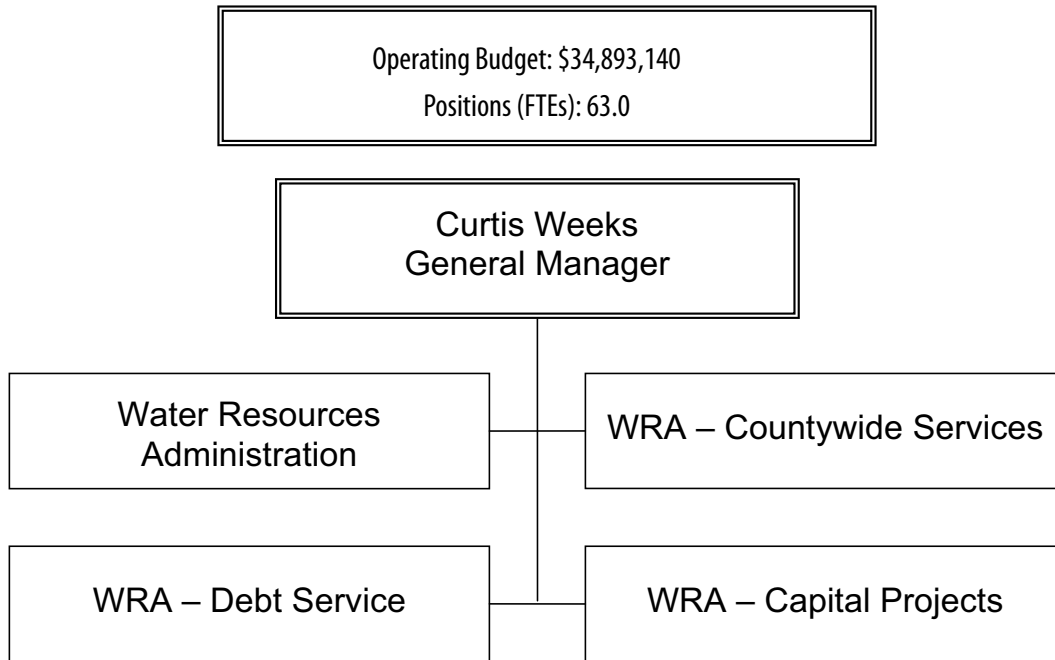 Operating Budget: $34,893,140
Positions (FTEs): 63.0
Curtis Weeks
General Manager
Water Resources
Administration
WRA – Countywide Services
WRA – Debt Service
WRA – Capital Projects